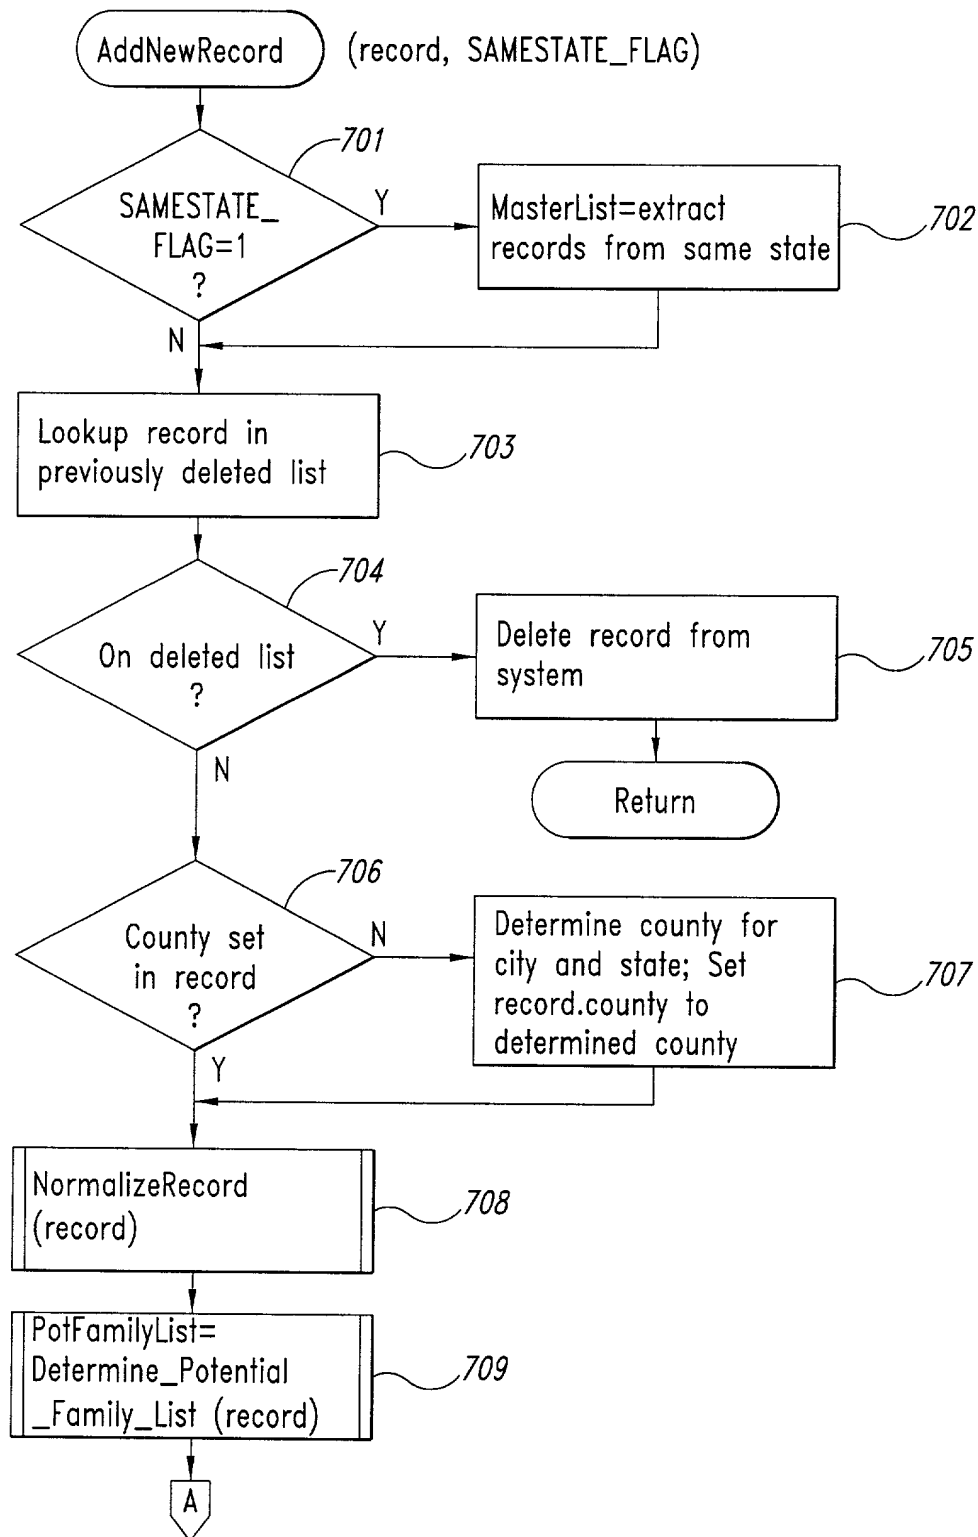 AddNewRecord (record, SAMESTATE_FLAG)
701
SAMESTATE_
FLAG=1
?
Y
N
MasterList=extract
records from same state
702
Lookup record in
previously deleted list
703
704
On deleted list
?
Y
N
Delete record from
system
705
Return
706
County set
in record
?
N
Y
Determine county for
city and state; Set
record.county to
determined county
707
NormalizeRecord
(record)
708
PotFamilyList=
Determine_Potential
_Family_List (record)
709
A